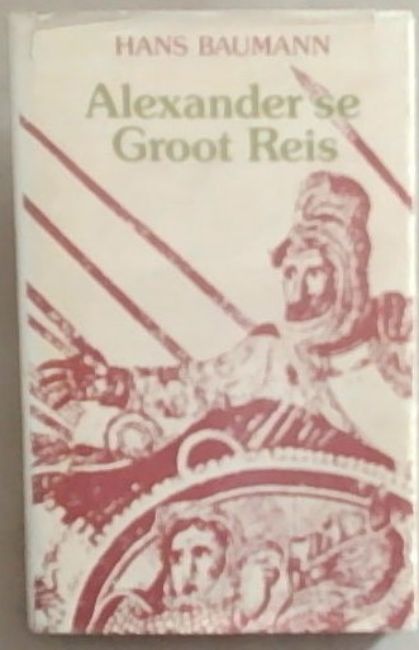 HANS BAUMANN
Alexander se
Groot Reis